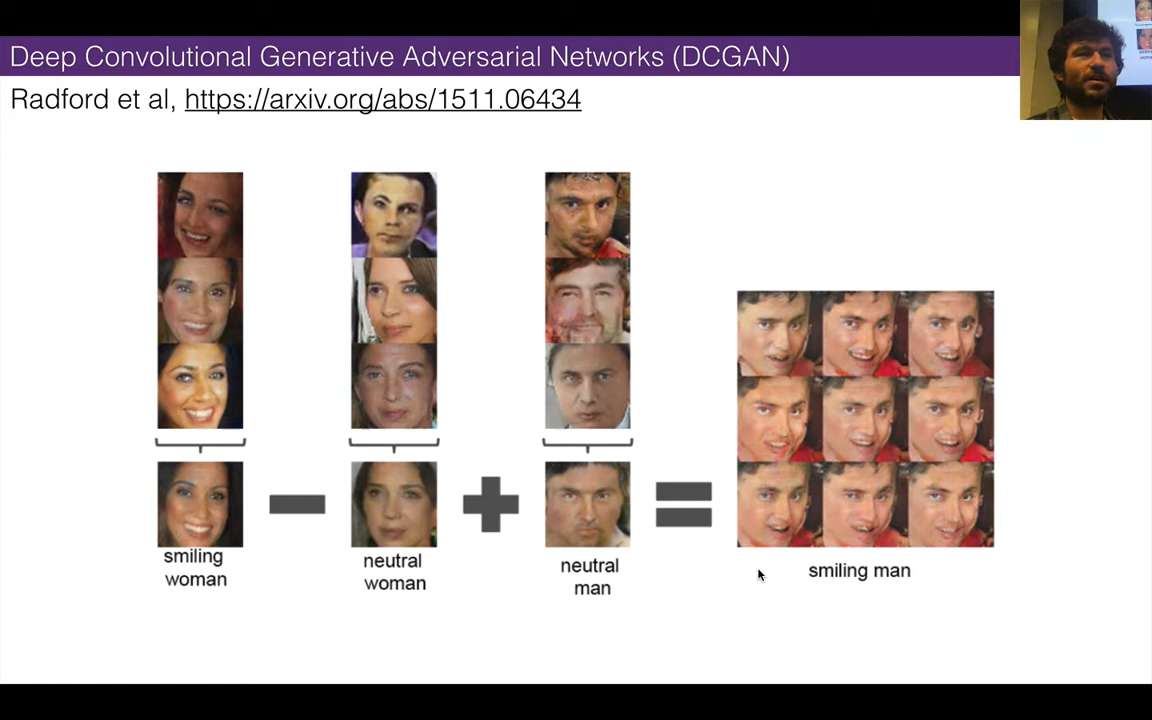 Deep Convolutional Generative Adversarial Networks (DCGAN)
Radford et al, https://arxiv.org/abs/1511.06434
smiling
woman
neutral
woman
neutral
man
smiling man